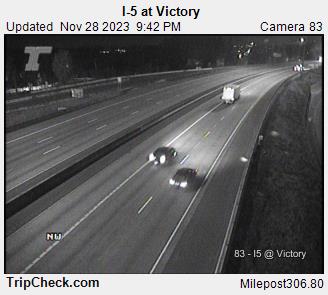 I-5 at Victory
Updated Nov 28 2023 9:42 PM Camera 83
NW
83 - I5 @ Victory
TripCheck.com Milepost306.80